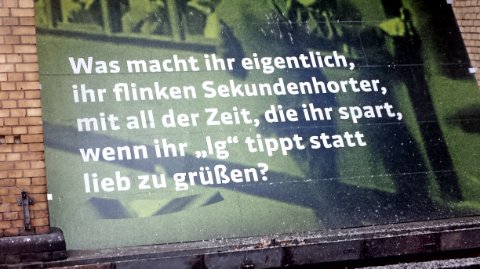 Was macht ihr eigentlich,
ihr flinken Sekundenhorter,
mit all der Zeit, die ihr spart,
wenn ihr „lg“ tippt statt
lieb zu grüßen?